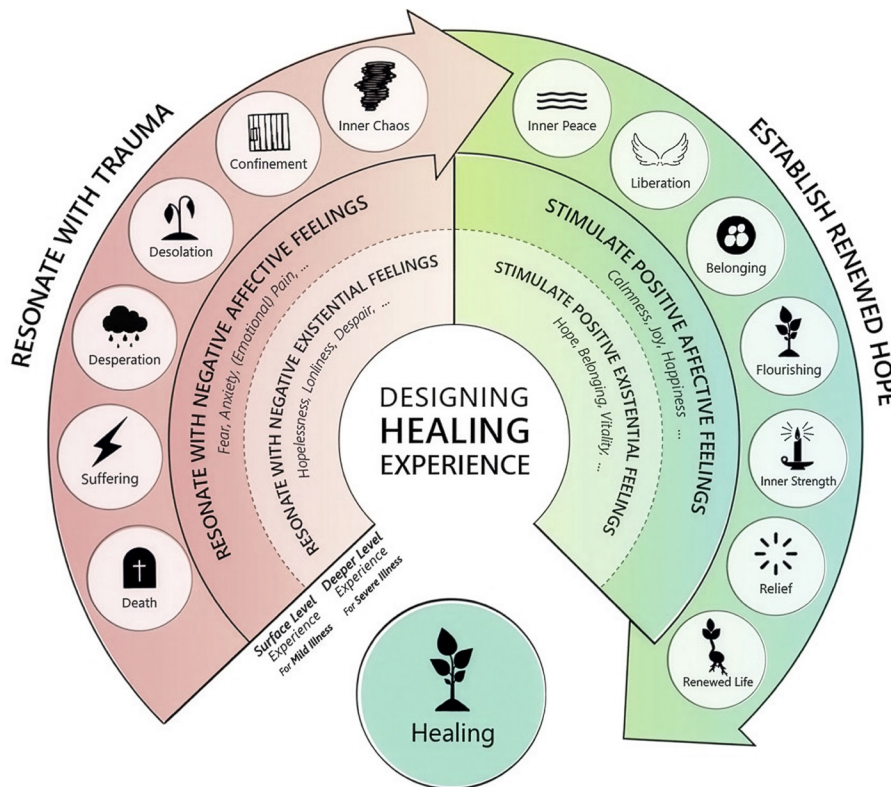 RESONATE WITH TRAUMA
Inner Chaos
Confinement
Desolation
Desperation
Suffering
Death
RESONATE WITH NEGATIVE AFFECTIVE FEELINGS
Fear, Anxiety, (Emotional) Pain, ...
RESONATE WITH NEGATIVE EXISTENTIAL FEELINGS
Hopelessness, Lonliness, Despair, ...
Surface Level
Experience
For Mild Illness
Deeper Level
Experience
For Severe Illness
DESIGNING
HEALING
EXPERIENCE
ESTABLISH RENEWED HOPE
Inner Peace
Liberation
Belonging
Flourishing
Inner Strength
Relief
Renewed Life
STIMULATE POSITIVE AFFECTIVE FEELINGS
Calmness, Joy, Happiness ...
STIMULATE POSITIVE EXISTENTIAL FEELINGS
Hope, Belonging, Vitality, ...
Healing